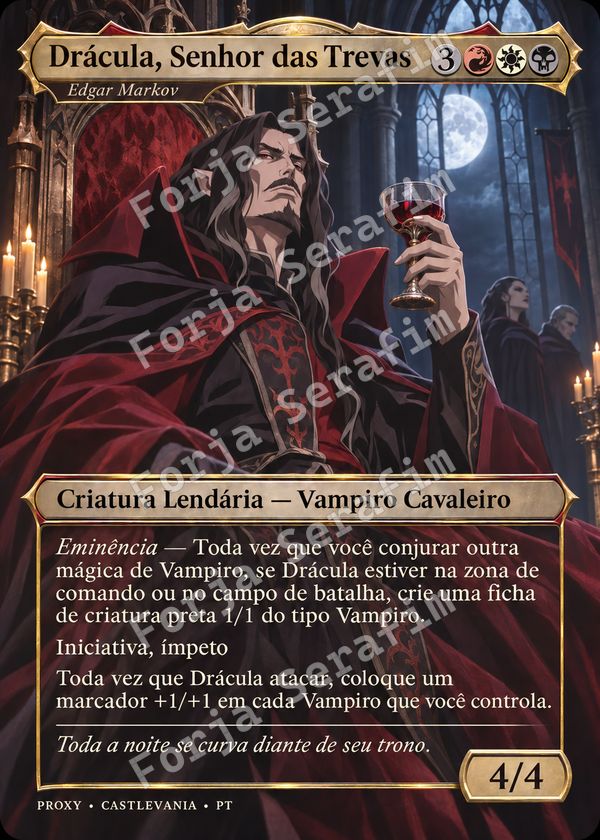 Drácula, Senhor das Trevas 3
Edgar Markov
Criatura Lendária — Vampiro Cavaleiro
Eminência — Toda vez que você conjurar outra
mágica de Vampiro, se Drácula estiver na zona de
comando ou no campo de batalha, crie uma ficha
de criatura preta 1/1 do tipo Vampiro.
Iniciativa, ímpeto
Toda vez que Drácula atacar, coloque um
marcador +1/+1 em cada Vampiro que você controla.
Toda a noite se curva diante de seu trono.
4/4
PROXY • CASTLEVANIA • PT
Forja Serafim
Forja Serafim
Forja Serafim
Forja Serafim
Forja Serafim